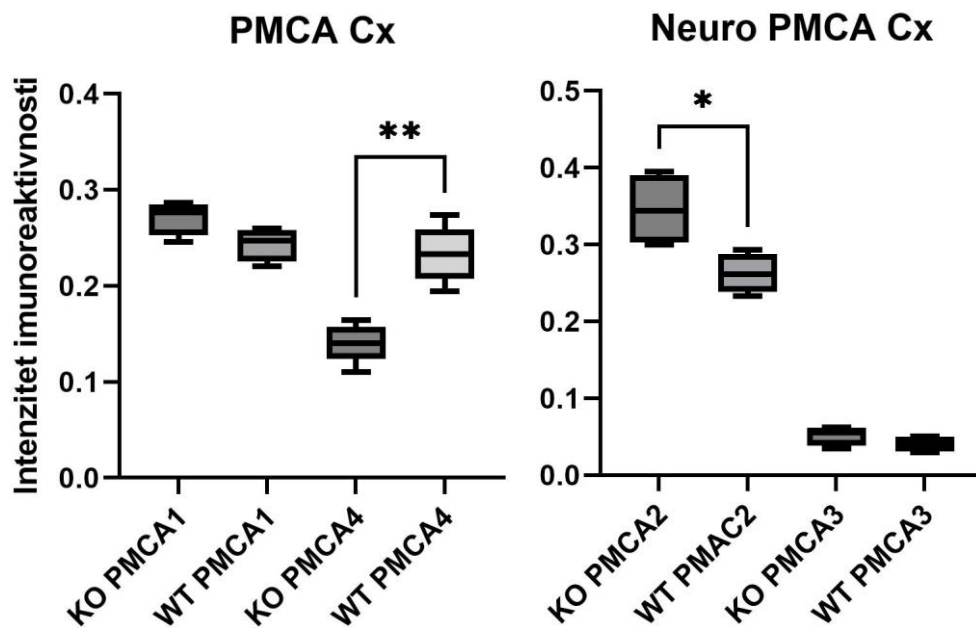 PMCA Cx
Intenzitet imunoreaktivnosti
0.4
0.3
0.2
0.1
0.0
**
KO PMCA1
WT PMCA1
KO PMCA4
WT PMCA4
Neuro PMCA Cx
0.5
0.4
0.3
0.2
0.1
0.0
*
KO PMCA2
WT PMAC2
KO PMCA3
WT PMCA3